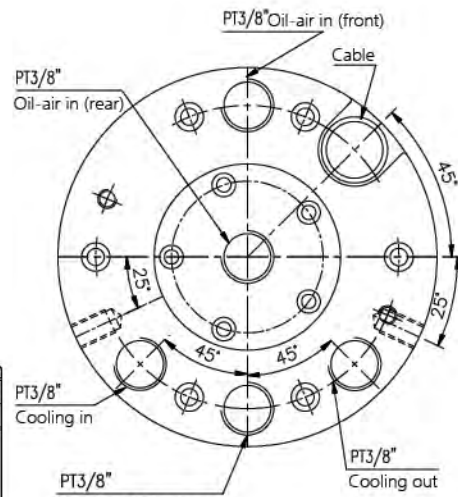 PT3/8" Oil-air in (front)
Cable
PT3/8"
Oil-air in (rear)
45°
25°
25°
45°
45°
PT3/8"
Cooling in
PT3/8"
Cooling out
PT3/8"